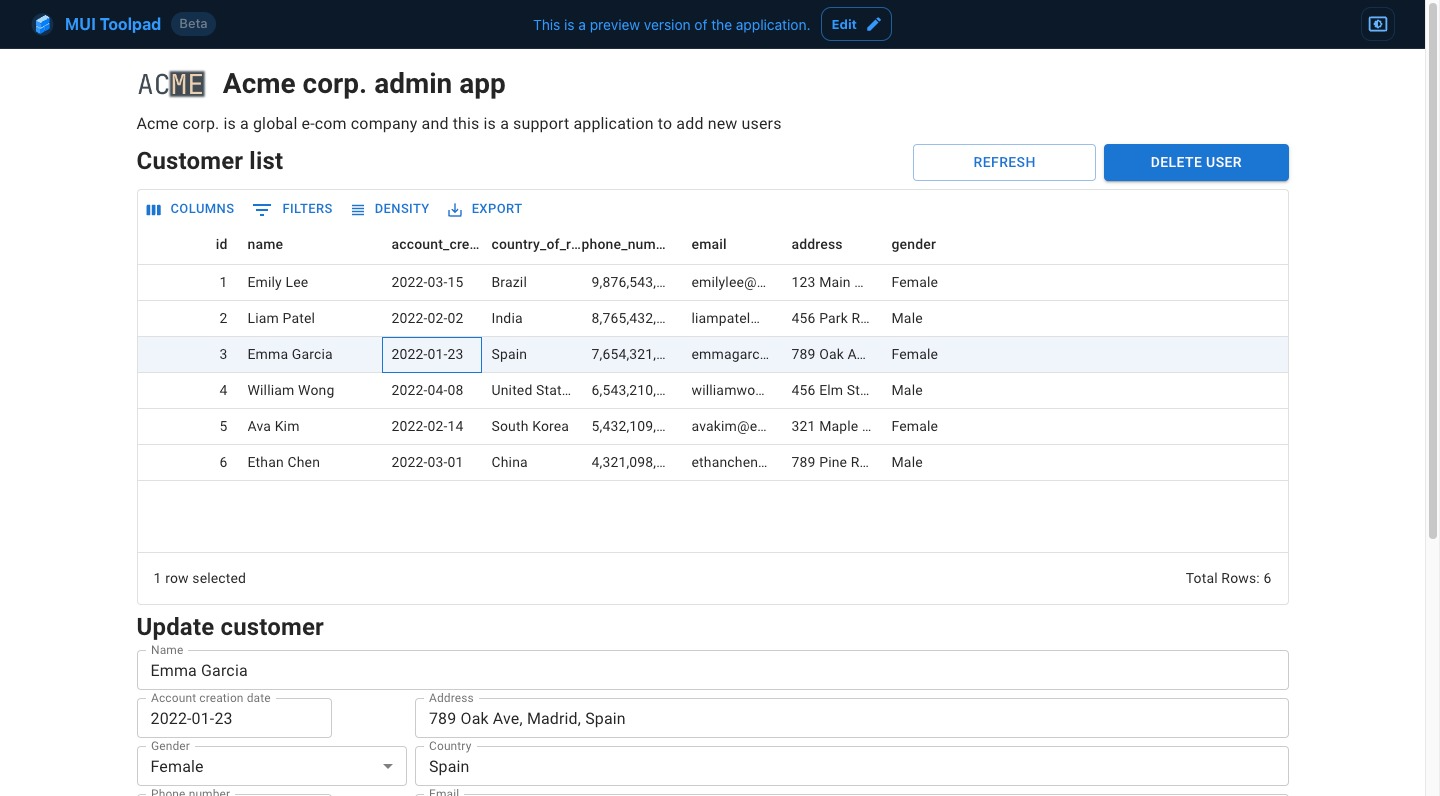 MUI Toolpad Beta This is a preview version of the application. Edit
ACME Acme corp. admin app
Acme corp. is a global e-com company and this is a support application to add new users
Customer list REFRESH DELETE USER
COLUMNS FILTERS DENSITY EXPORT
id name account_cre… country_of_r… phone_num… email address gender
1 Emily Lee 2022-03-15 Brazil 9,876,543,… emilylee@… 123 Main … Female
2 Liam Patel 2022-02-02 India 8,765,432,… liampatel… 456 Park R… Male
3 Emma Garcia 2022-01-23 Spain 7,654,321,… emmagarc… 789 Oak A… Female
4 William Wong 2022-04-08 United Stat… 6,543,210,… williamwo… 456 Elm St… Male
5 Ava Kim 2022-02-14 South Korea 5,432,109,… avakim@e… 321 Maple … Female
6 Ethan Chen 2022-03-01 China 4,321,098,… ethanchen… 789 Pine R… Male
1 row selected Total Rows: 6
Update customer
Name
Emma Garcia
Account creation date Address
2022-01-23 789 Oak Ave, Madrid, Spain
Gender Country
Female Spain
Phone number Email